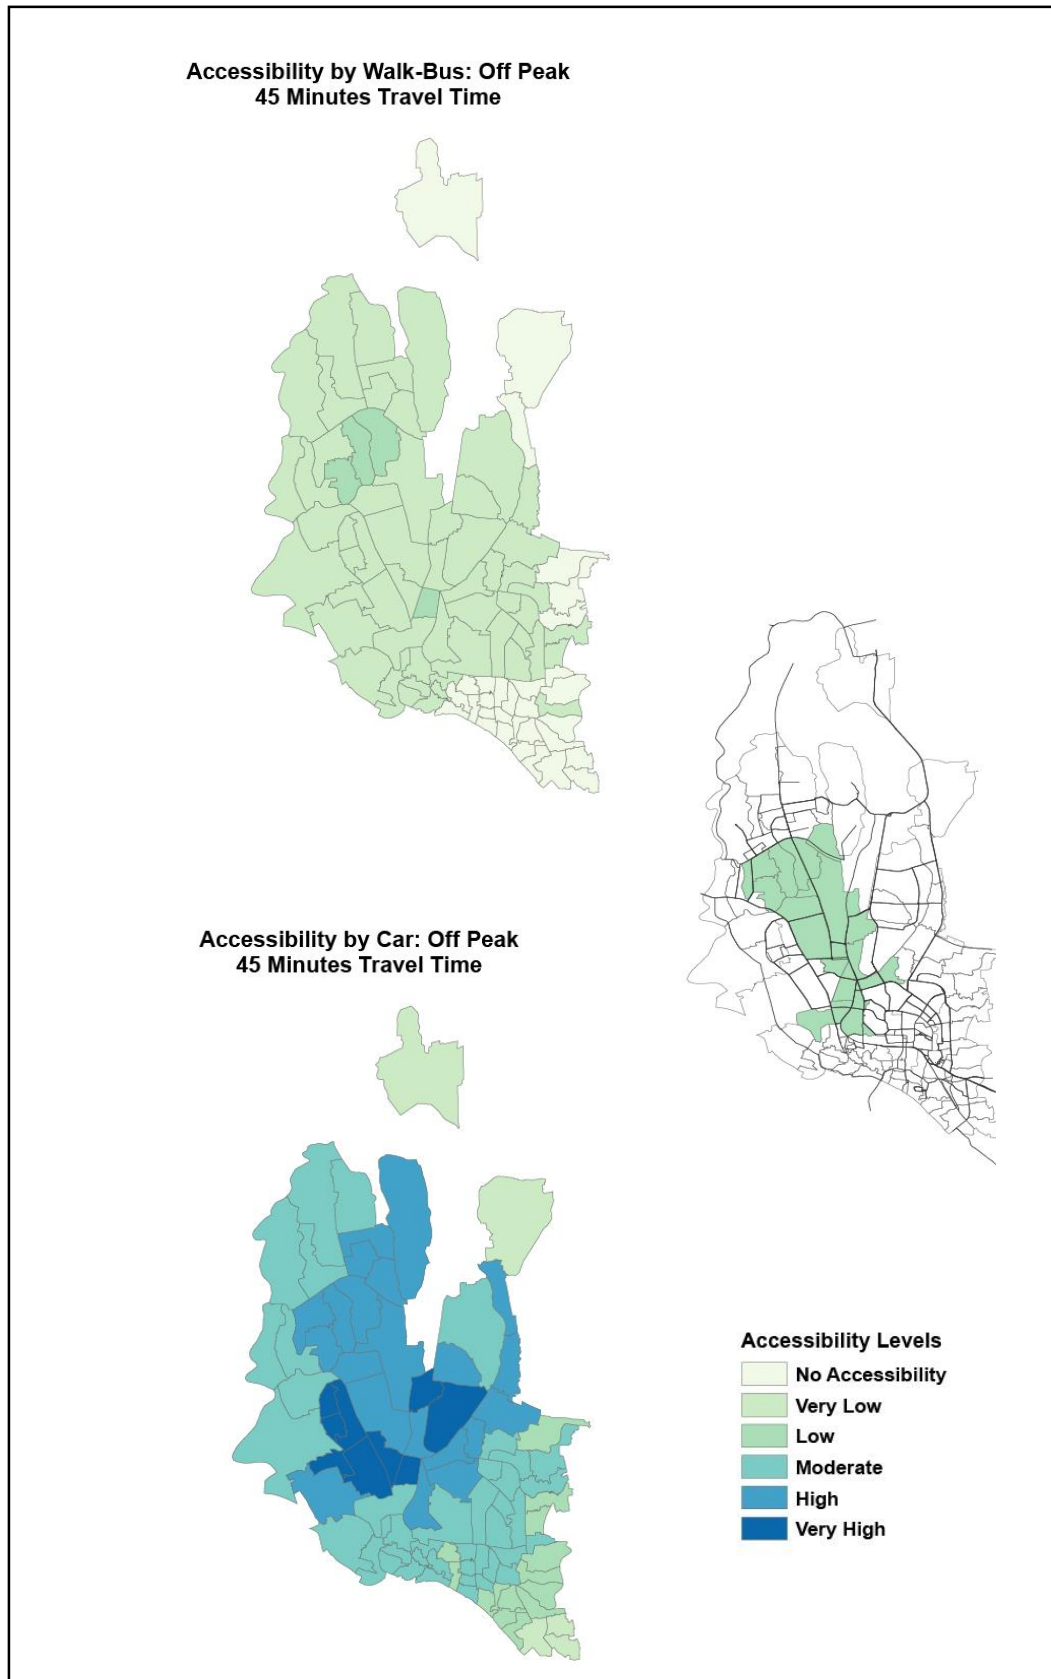 Accessibility by Walk-Bus: Off Peak
45 Minutes Travel Time
Accessibility by Car: Off Peak
45 Minutes Travel Time
Accessibility Levels
No Accessibility
Very Low
Low
Moderate
High
Very High